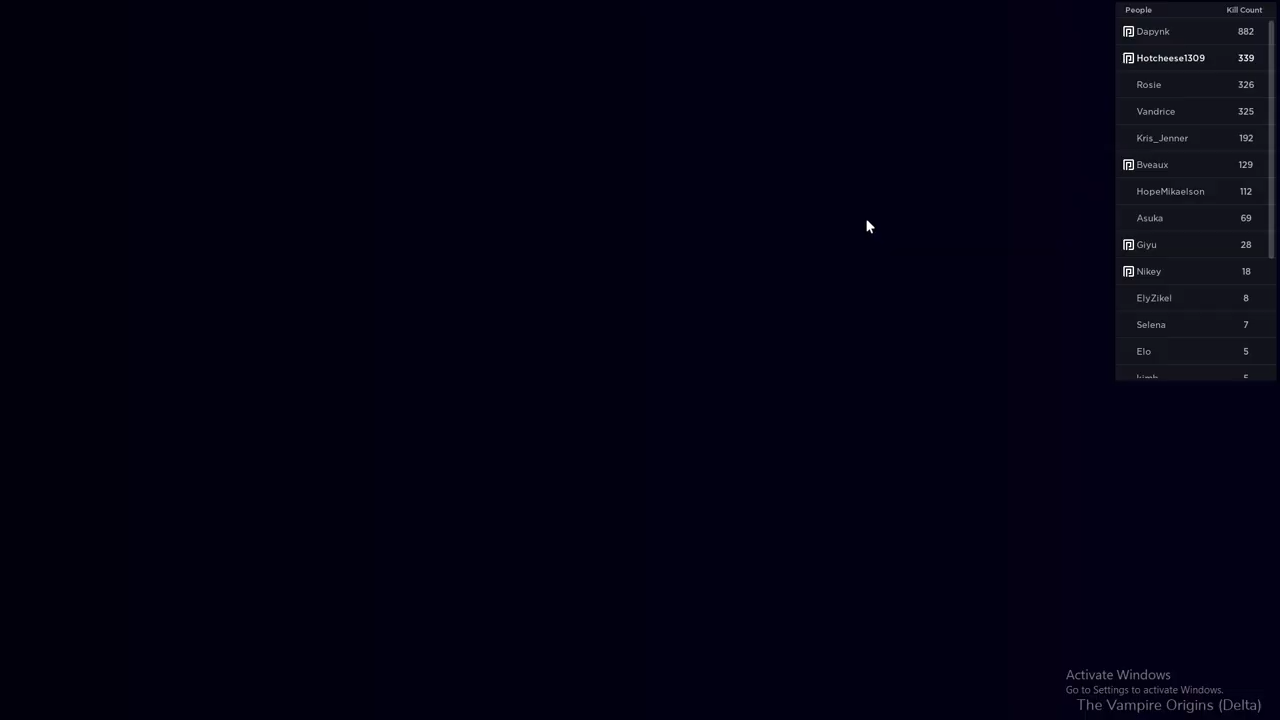 People Kill Count
Dapynk 882
Hotcheese1309 339
Rosie 326
Vandrice 325
Kris_Jenner 192
Bveaux 129
HopeMikaelson 112
Asuka 69
Giyu 28
Nikey 18
ElyZikel 8
Selena 7
Elo 5
Activate Windows
Go to Settings to activate Windows.
The Vampire Origins (Delta)